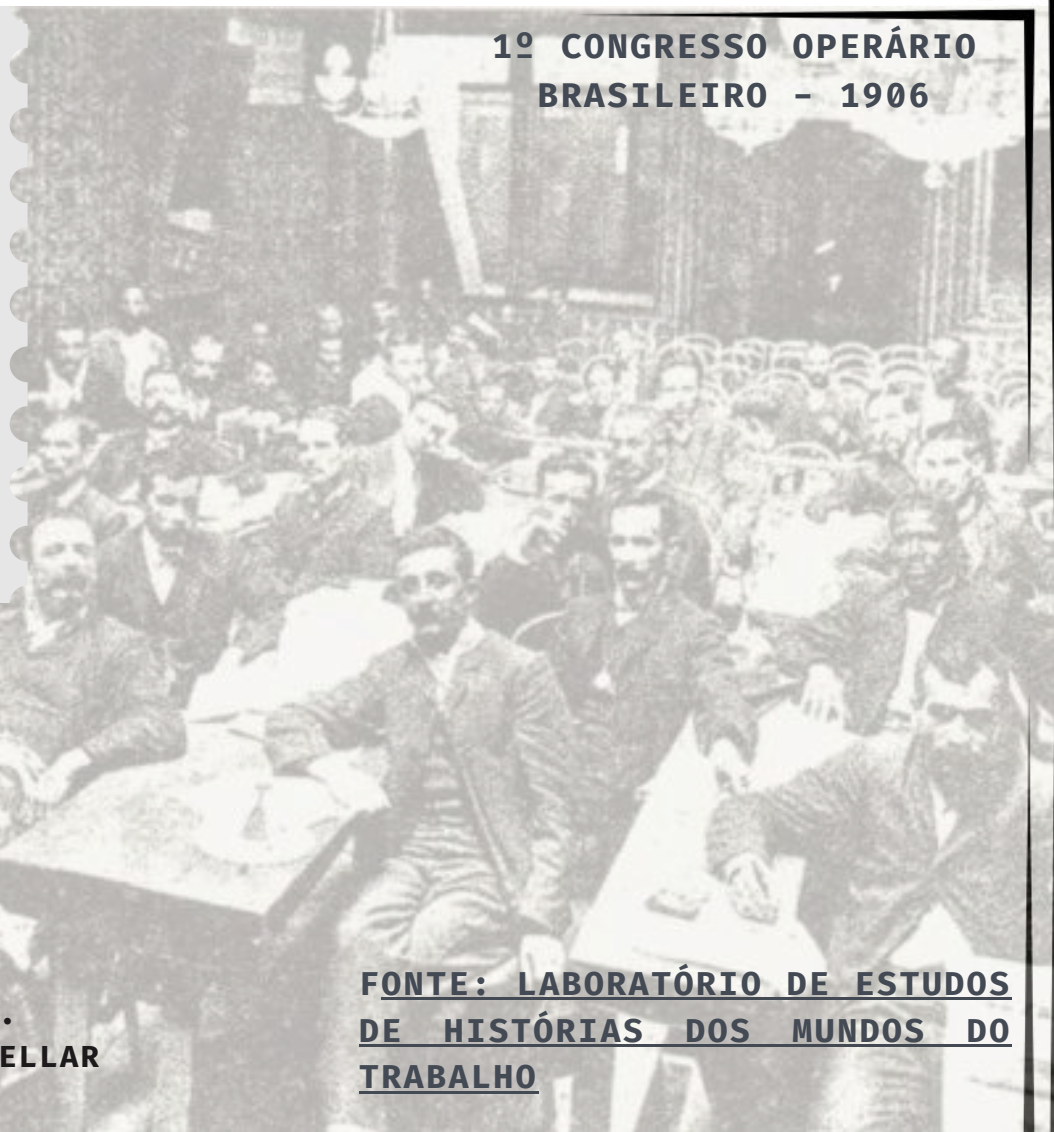 1º CONGRESSO OPERÁRIO
BRASILEIRO – 1906
FONTE: LABORATÓRIO DE ESTUDOS
DE HISTÓRIAS DOS MUNDOS DO
TRABALHO
.
ELLAR